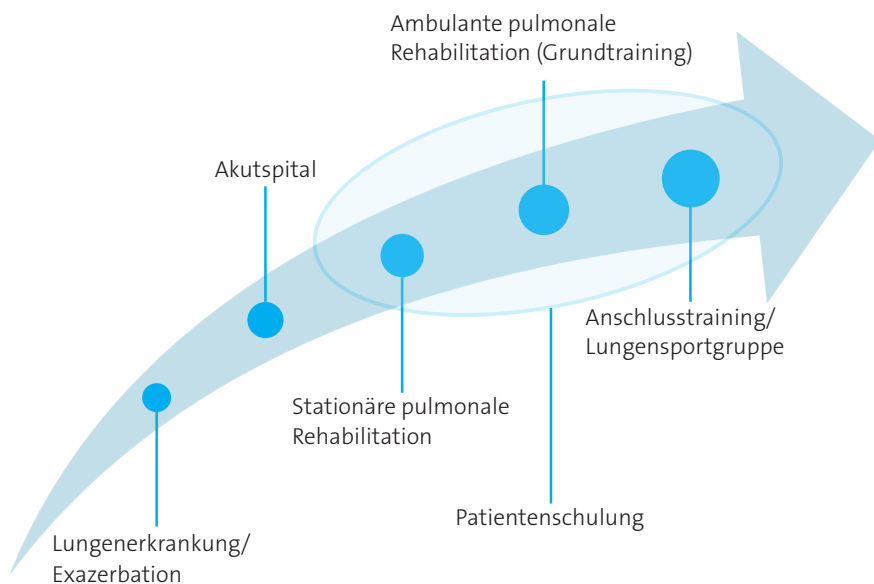 Ambulante pulmonale
Rehabilitation (Grundtraining)
Akutspital
Anschlusstraining/
Lungensportgruppe
Stationäre pulmonale
Rehabilitation
Patientenschulung
Lungenerkrankung/
Exazerbation